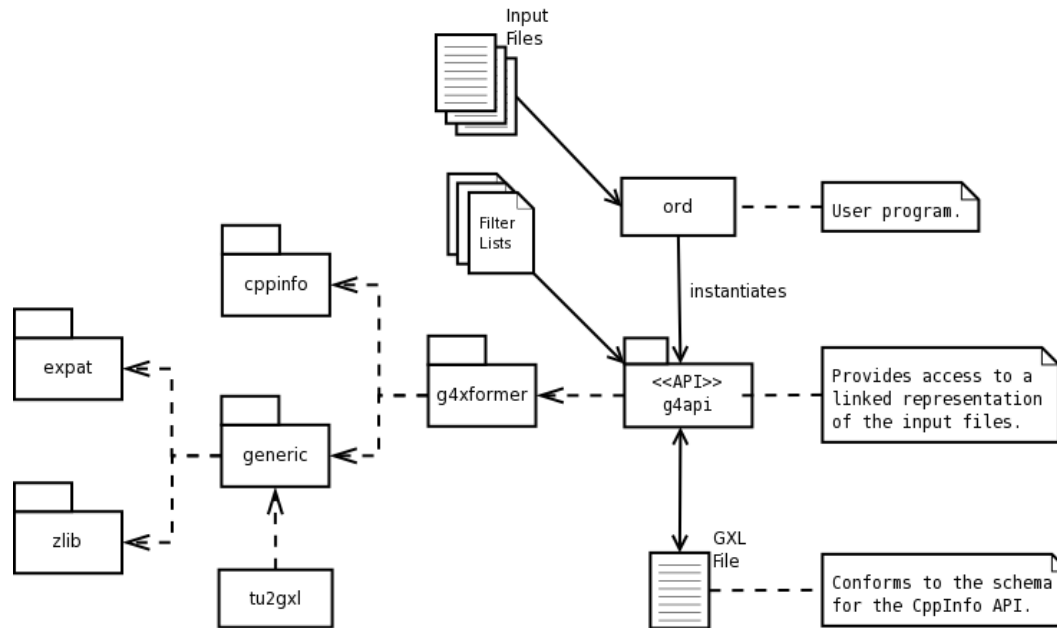 Input
Files
ord
User program.
Filter
Lists
cppinfo
instantiates
expat
g4xformer
<<API>>
g4api
Provides access to a
linked representation
of the input files.
generic
zlib
tu2gxl
GXL
File
Conforms to the schema
for the CppInfo API.